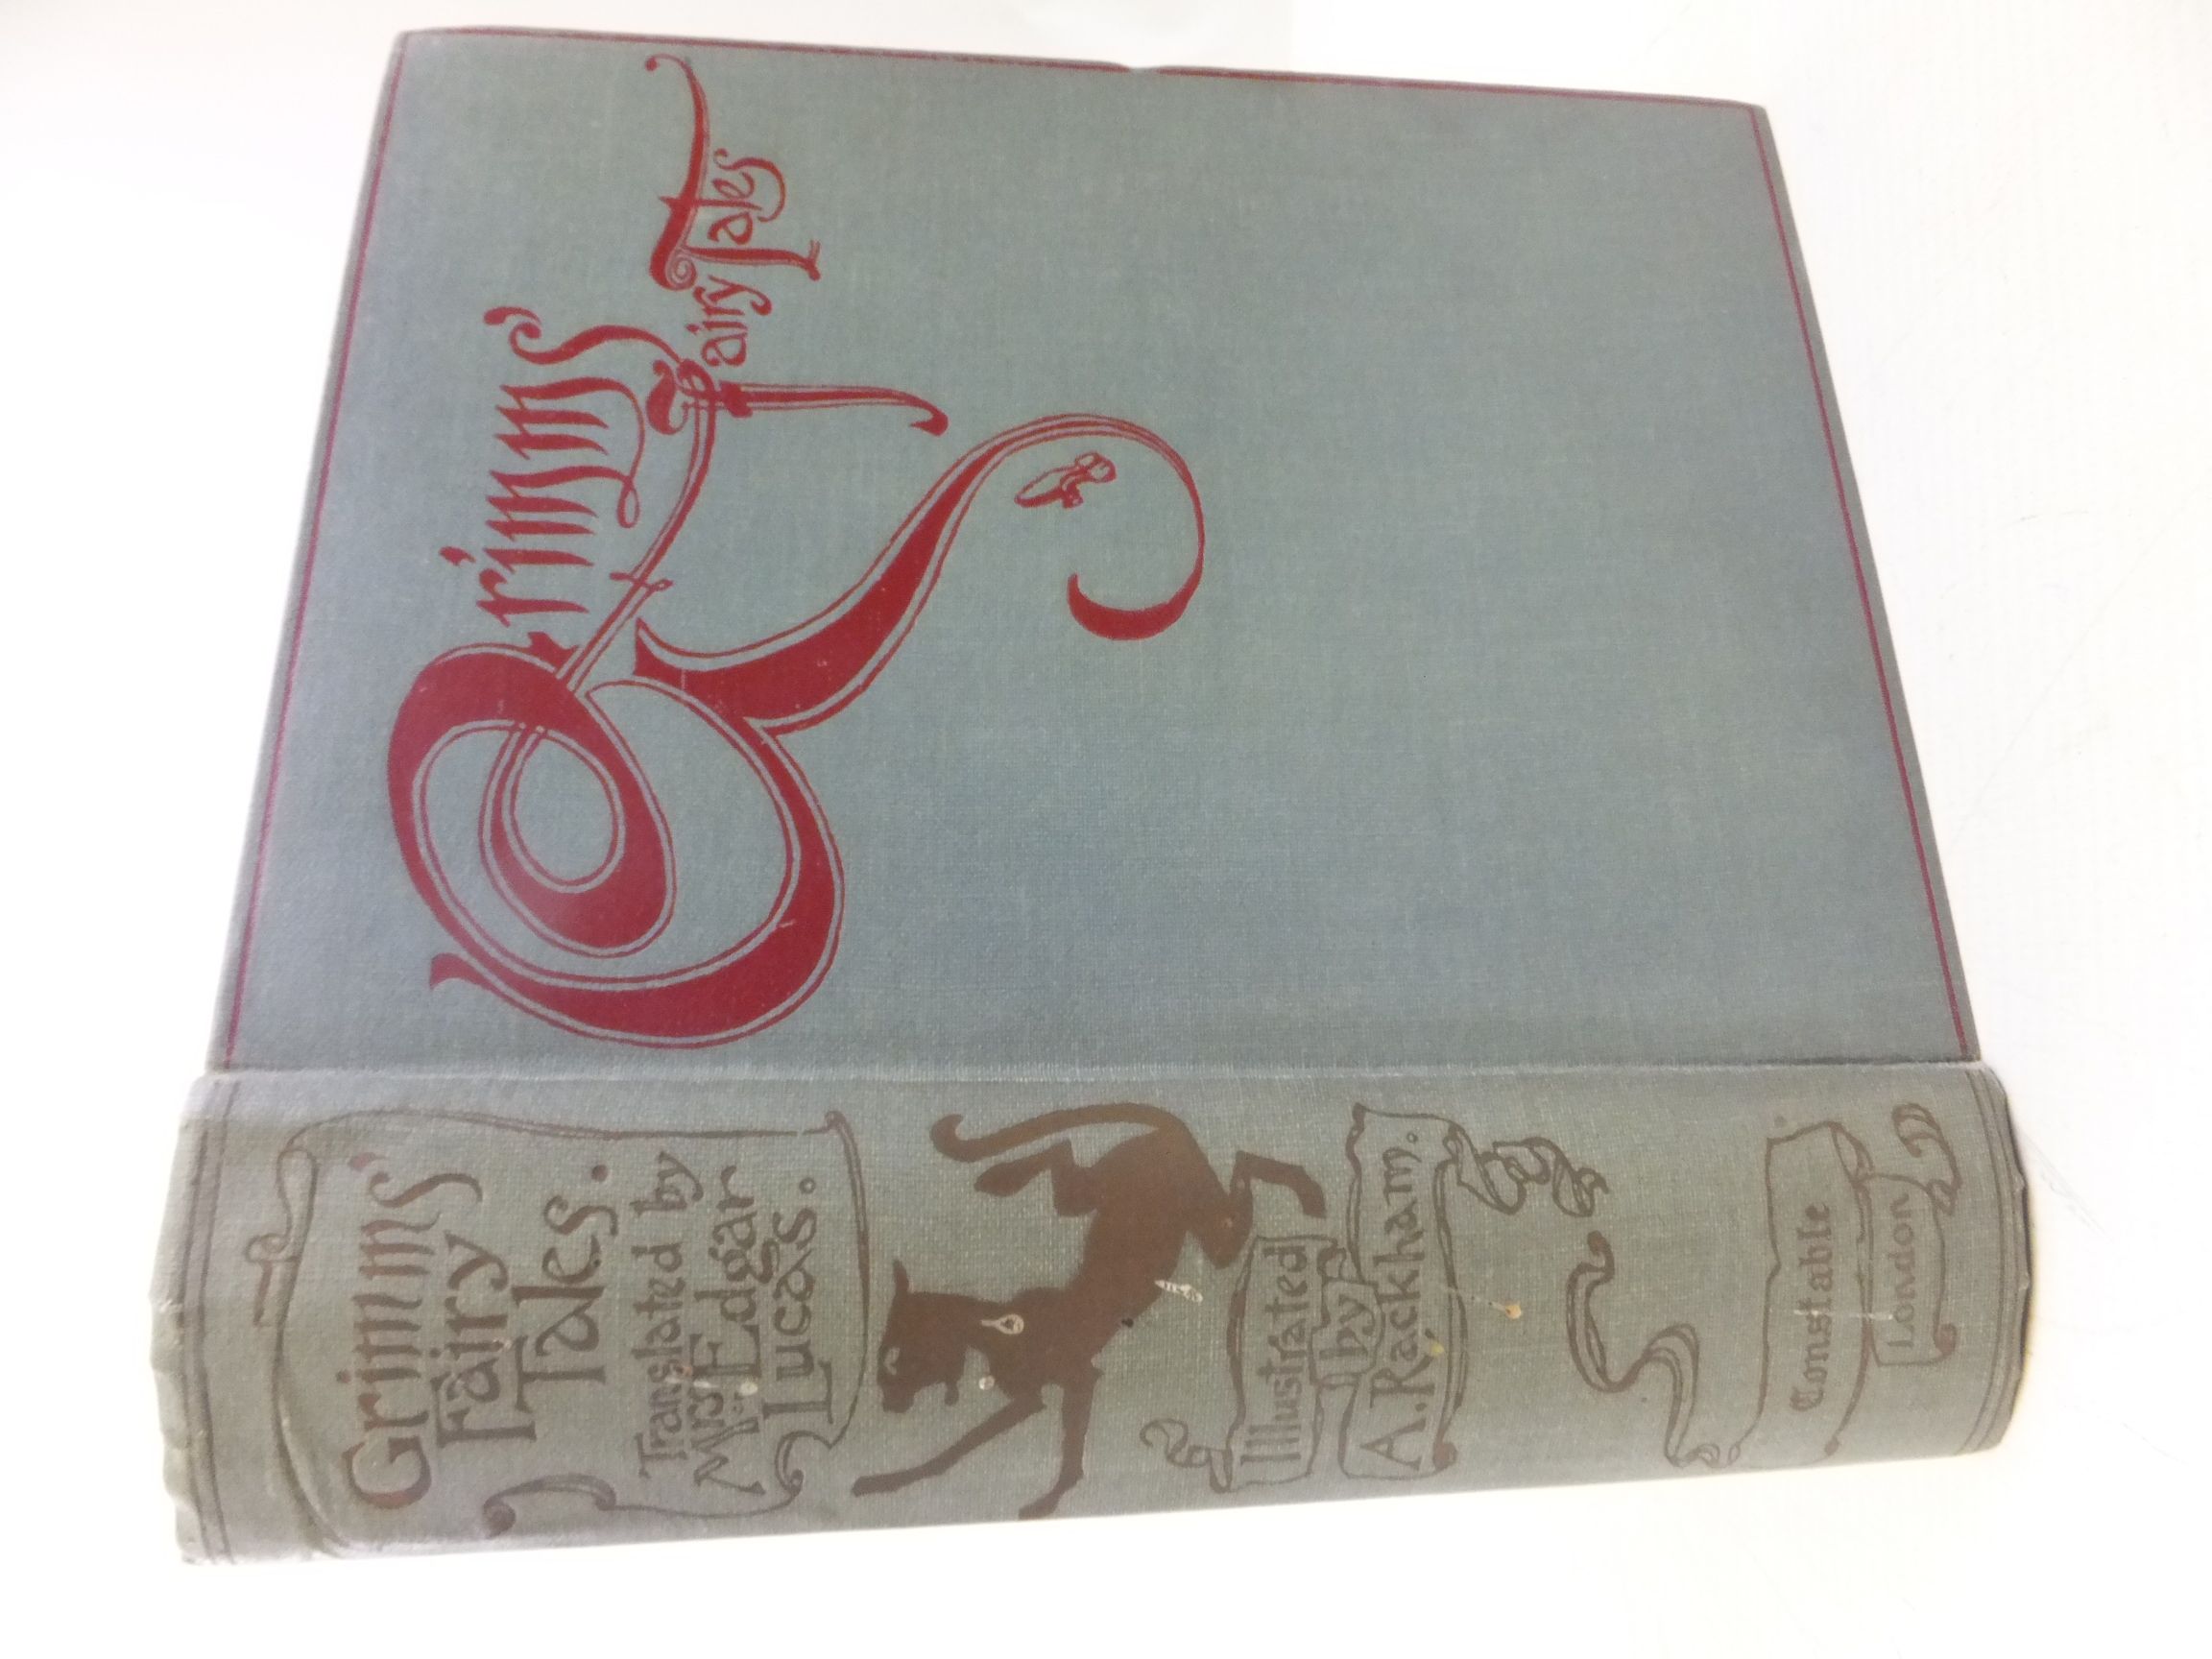 Grimms'
Fairy Tales
Grimms'
Fairy
Tales.
Translated by
Mrs. Edgar
Lucas.
Illustrated
by
A. Rackham.
Constable
London